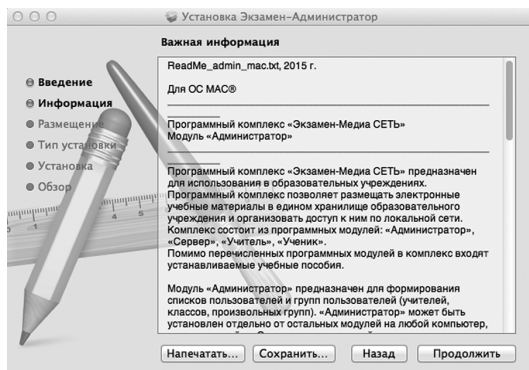 Установка Экзамен-Администратор
Важная информация
Введение
Информация
Размещение
Тип установки
Установка
Обзор
ReadMe_admin_mac.txt, 2015 г.
Для ОС MAC®
Программный комплекс «Экзамен-Медиа СЕТЬ»
Модуль «Администратор»
Программный комплекс «Экзамен-Медиа СЕТЬ» предназначен
для использования в образовательных учреждениях.
Программный комплекс позволяет размещать электронные
учебные материалы в едином хранилище образовательного
учреждения и организовать доступ к ним по локальной сети.
Комплекс состоит из программных модулей: «Администратор»,
«Сервер», «Учитель», «Ученик».
Помимо перечисленных программных модулей в комплекс входят
устанавливаемые учебные пособия.
Модуль «Администратор» предназначен для формирования
списков пользователей и групп пользователей (учителей,
классов, произвольных групп). «Администратор» может быть
установлен отдельно от остальных модулей на любой компьютер,
Напечатать... Сохранить... Назад Продолжить